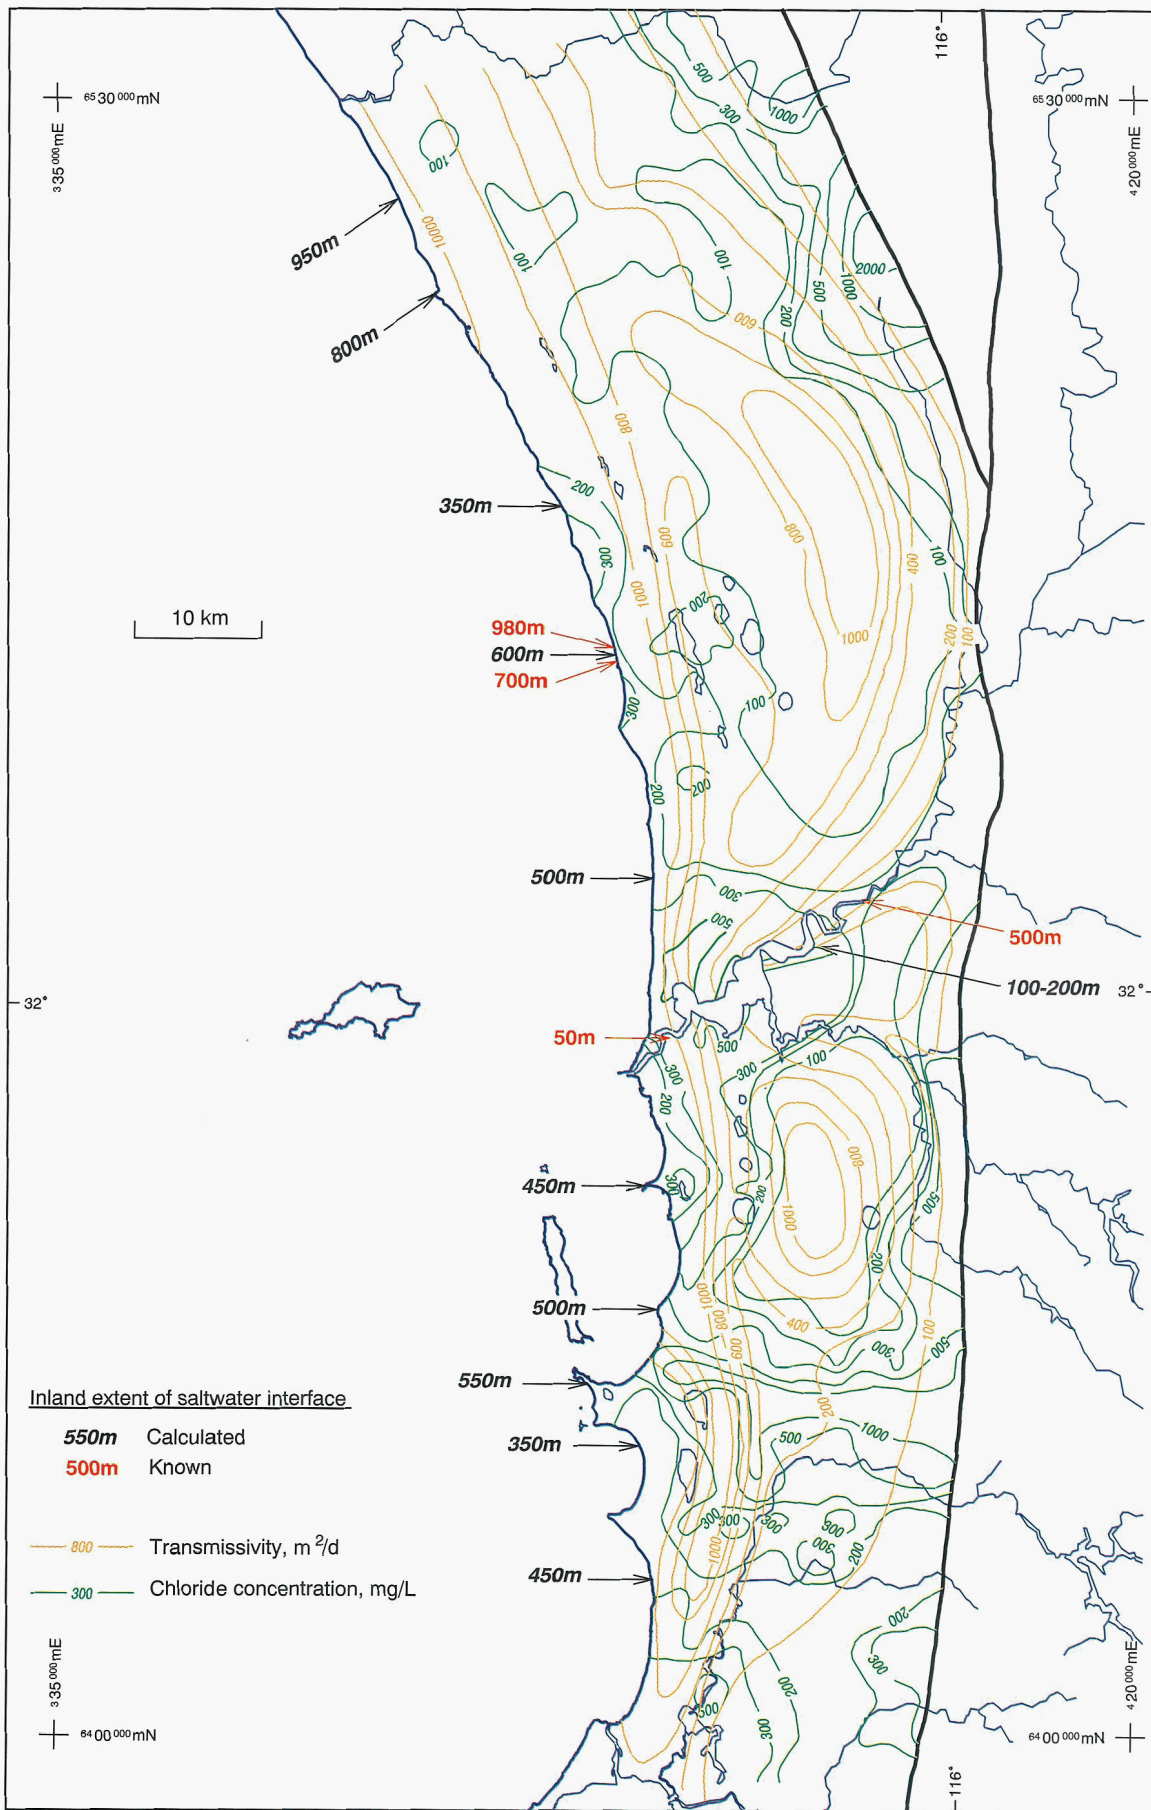 116°
65 30 000 mN
65 30 000 mN
3 35 000 mE
4 20 000 mE
500
300
1000
100
950m
10000
100
100
2000
500
1000
200
800m
600
800
200
350m
300
600
800
400
100
1000
10 km
200
980m
600m
700m
1000
200
100
300
100
200
200
500m
300
500
500m
100-200m
32°
32°
50m
500
300
100
300
200
800
450m
300
200
1000
500
200
500m
1000
800
600
400
300
500
100
550m
Inland extent of saltwater interface
550m Calculated
500m Known
200
350m
500
1000
300
300
300
300
300
200
1000
800 Transmissivity, m²/d
300 Chloride concentration, mg/L
450m
200
300
200
300
500
3 35 000 mE
4 20 000 mE
64 00 000 mN
64 00 000 mN
116°